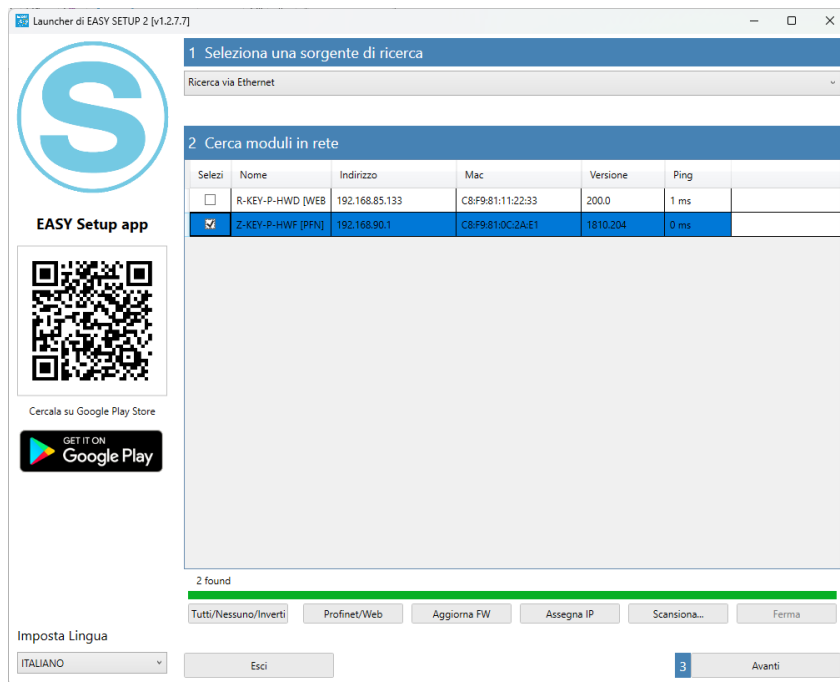 Launcher di EASY SETUP 2 [v1.2.7.7]
S
EASY Setup app
Cercala su Google Play Store
GET IT ON
Google Play
Imposta Lingua
ITALIANO
1 Seleziona una sorgente di ricerca
Ricerca via Ethernet
2 Cerca moduli in rete
Selezi Nome Indirizzo Mac Versione Ping
R-KEY-P-HWD [WEB 192.168.85.133 C8:F9:81:11:22:33 200.0 1 ms
Z-KEY-P-HWF [PFN] 192.168.90.1 C8:F9:81:0C:2A:E1 1810.204 0 ms
2 found
Tutti/Nessuno/Inverti Profinet/Web Aggiorna FW Assegna IP Scansiona... Ferma
Esci 3 Avanti